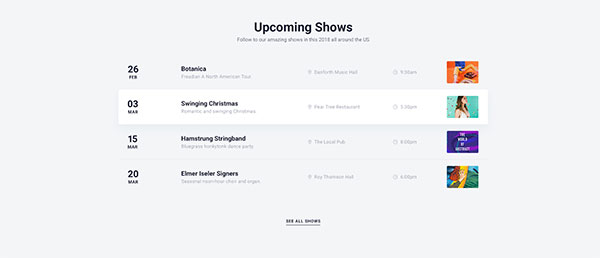 Upcoming Shows
Follow to our amazing shows in this 2018 all around the US
26
FEB
Botanica
Freudian & North American Tour
Danforth Music Hall
9:30am
03
MAR
Swinging Christmas
Romantic and swinging Christmas
Pear Tree Restaurant
3:30pm
15
MAR
Hamstrung Stringband
Bluegrass honkytonk dance party
The Local Pub
8:00pm
THE
WORLD
OF
ABSTRACT
20
MAR
Elmer Iseler Signers
Seasonal noon-hour choir and organ
Roy Thomson Hall
6:00pm
SEE ALL SHOWS